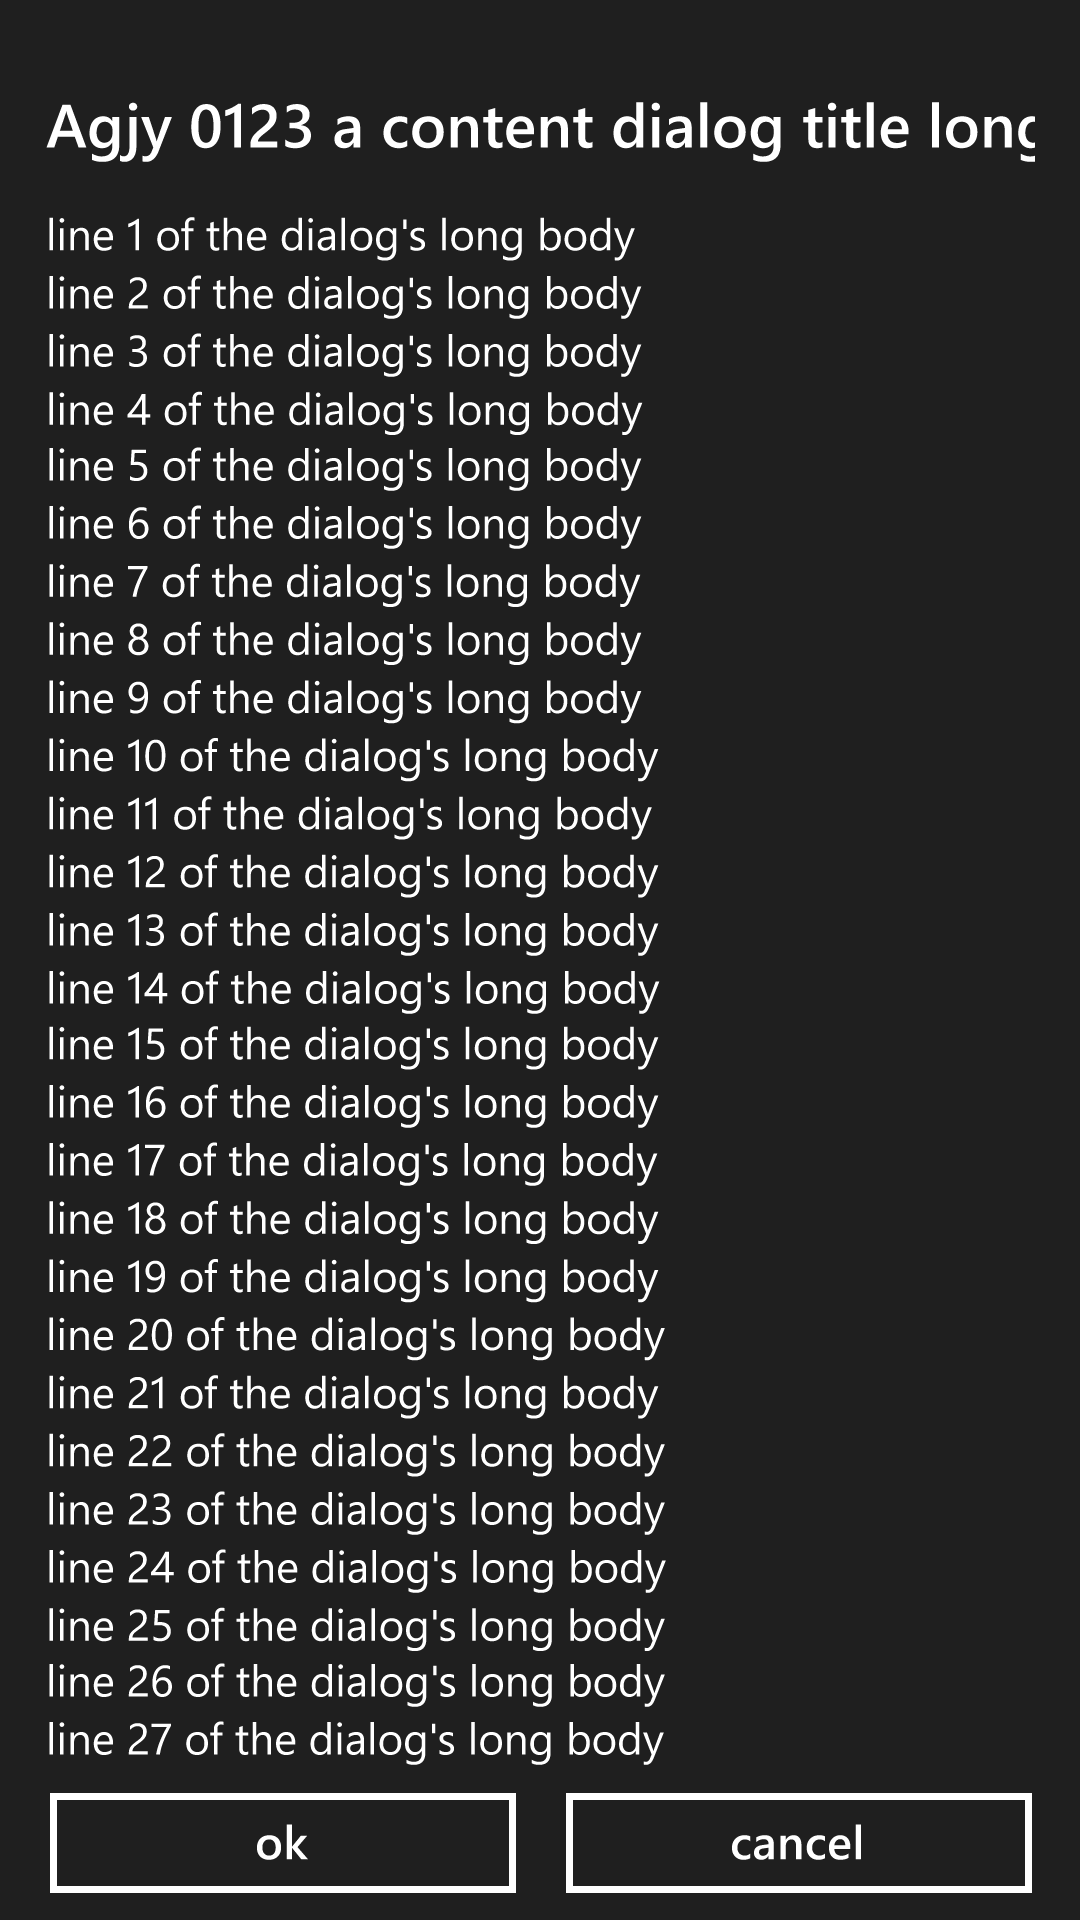 Agjy 0123 a content dialog title long
line 1 of the dialog's long body
line 2 of the dialog's long body
line 3 of the dialog's long body
line 4 of the dialog's long body
line 5 of the dialog's long body
line 6 of the dialog's long body
line 7 of the dialog's long body
line 8 of the dialog's long body
line 9 of the dialog's long body
line 10 of the dialog's long body
line 11 of the dialog's long body
line 12 of the dialog's long body
line 13 of the dialog's long body
line 14 of the dialog's long body
line 15 of the dialog's long body
line 16 of the dialog's long body
line 17 of the dialog's long body
line 18 of the dialog's long body
line 19 of the dialog's long body
line 20 of the dialog's long body
line 21 of the dialog's long body
line 22 of the dialog's long body
line 23 of the dialog's long body
line 24 of the dialog's long body
line 25 of the dialog's long body
line 26 of the dialog's long body
line 27 of the dialog's long body
ok
cancel